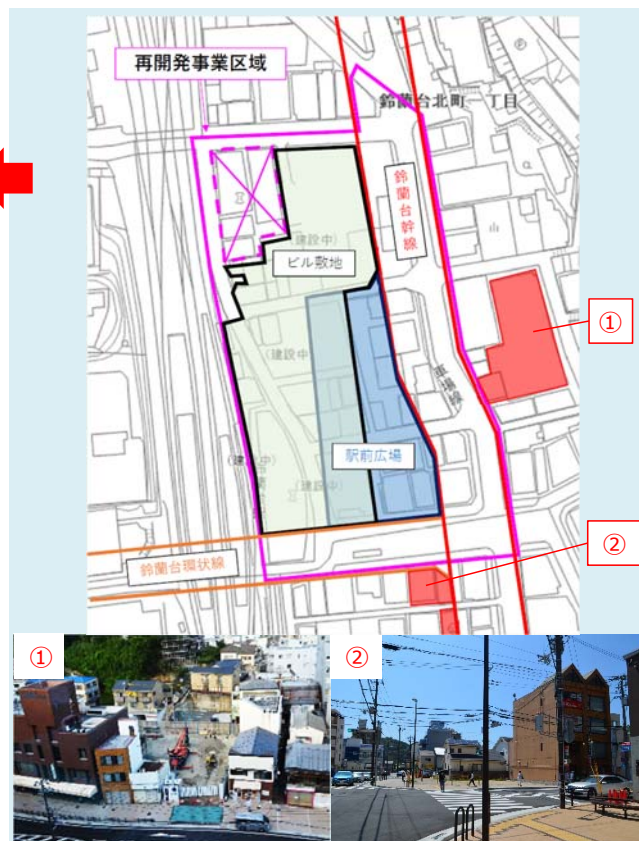 再開発事業区域
鈴蘭台北町一丁目
鈴蘭台幹線
(建設中)
ビル敷地
①
(建設中)
車場線
駅前広場
(建設中)
(建設中)
②
鈴蘭台環状線
①
②